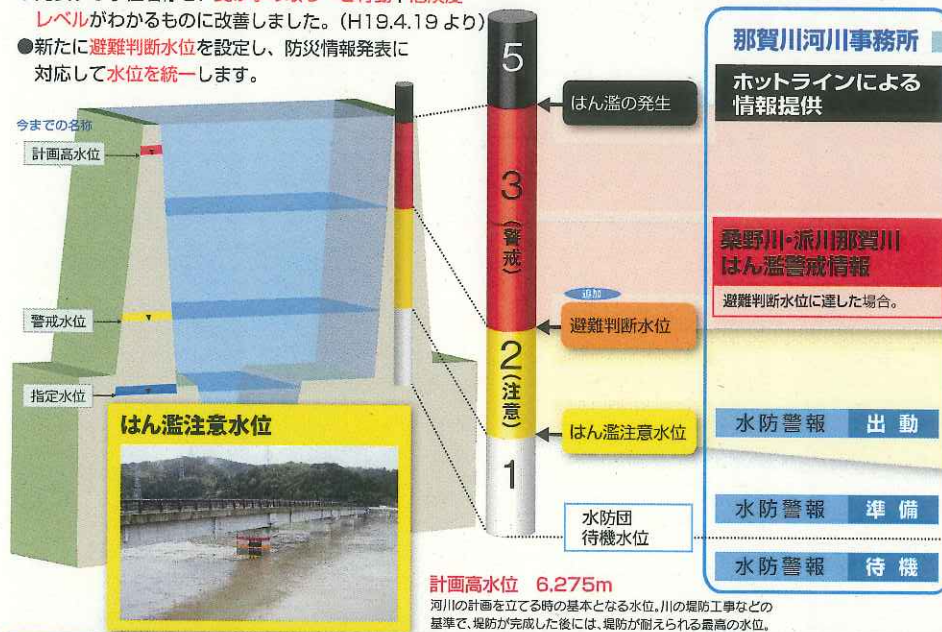 レベルがわかるものに改善しました。(H19.4.19 より)
●新たに避難判断水位を設定し、防災情報発表に
対応して水位を統一します。
今までの名称
計画高水位
警戒水位
指定水位
はん濫注意水位
5
3
(警戒)
2
(注意)
1
はん濫の発生
追加
避難判断水位
はん濫注意水位
水防団
待機水位
計画高水位 6.275m
河川の計画を立てる時の基本となる水位。川の堤防工事などの
基準で、堤防が完成した後には、堤防が耐えられる最高の水位。
那賀川河川事務所
ホットラインによる
情報提供
桑野川・派川那賀川
はん濫警戒情報
避難判断水位に達した場合。
水防警報 出動
水防警報 準備
水防警報 待機